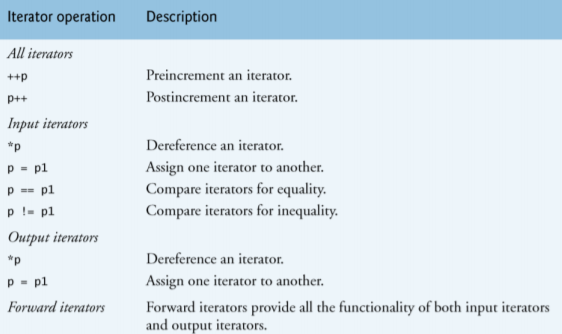 Iterator operation Description
All iterators
++p Preincrement an iterator.
p++ Postincrement an iterator.
Input iterators
*p Dereference an iterator.
p = p1 Assign one iterator to another.
p == p1 Compare iterators for equality.
p != p1 Compare iterators for inequality.
Output iterators
*p Dereference an iterator.
p = p1 Assign one iterator to another.
Forward iterators Forward iterators provide all the functionality of both input iterators
and output iterators.